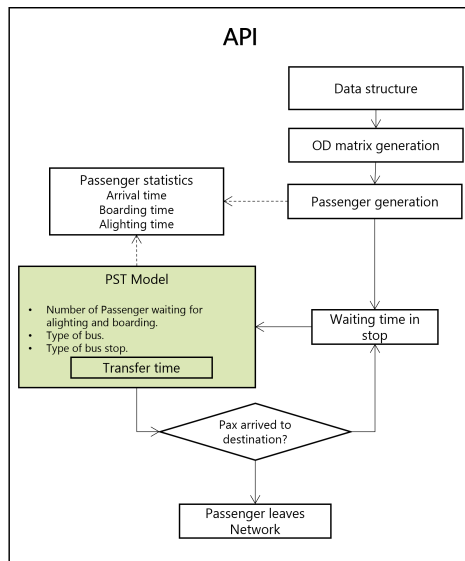 API
Data structure
OD matrix generation
Passenger statistics
Arrival time
Boarding time
Alighting time
Passenger generation
PST Model
• Number of Passenger waiting for
alighting and boarding.
• Type of bus.
• Type of bus stop.
Transfer time
Waiting time in
stop
Pax arrived to
destination?
Passenger leaves
Network